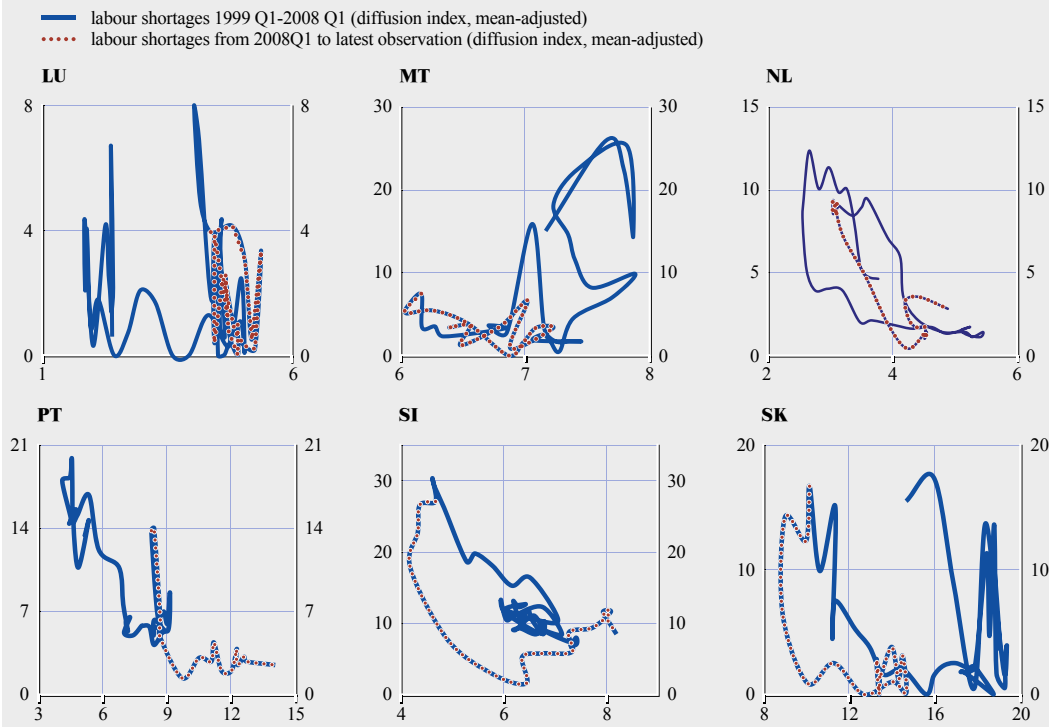 labour shortages 1999 Q1-2008 Q1 (diffusion index, mean-adjusted)
labour shortages from 2008Q1 to latest observation (diffusion index, mean-adjusted)
LU
8 8
4 4
0 0
1 6
MT
30 30
20 20
10 10
0 0
6 7 8
NL
15 15
10 10
5 5
0 0
2 4 6
PT
21 21
14 14
7 7
0 0
3 6 9 12 15
SI
30 30
20 20
10 10
0 0
4 6 8
SK
20 20
10 10
0 0
8 12 16 20